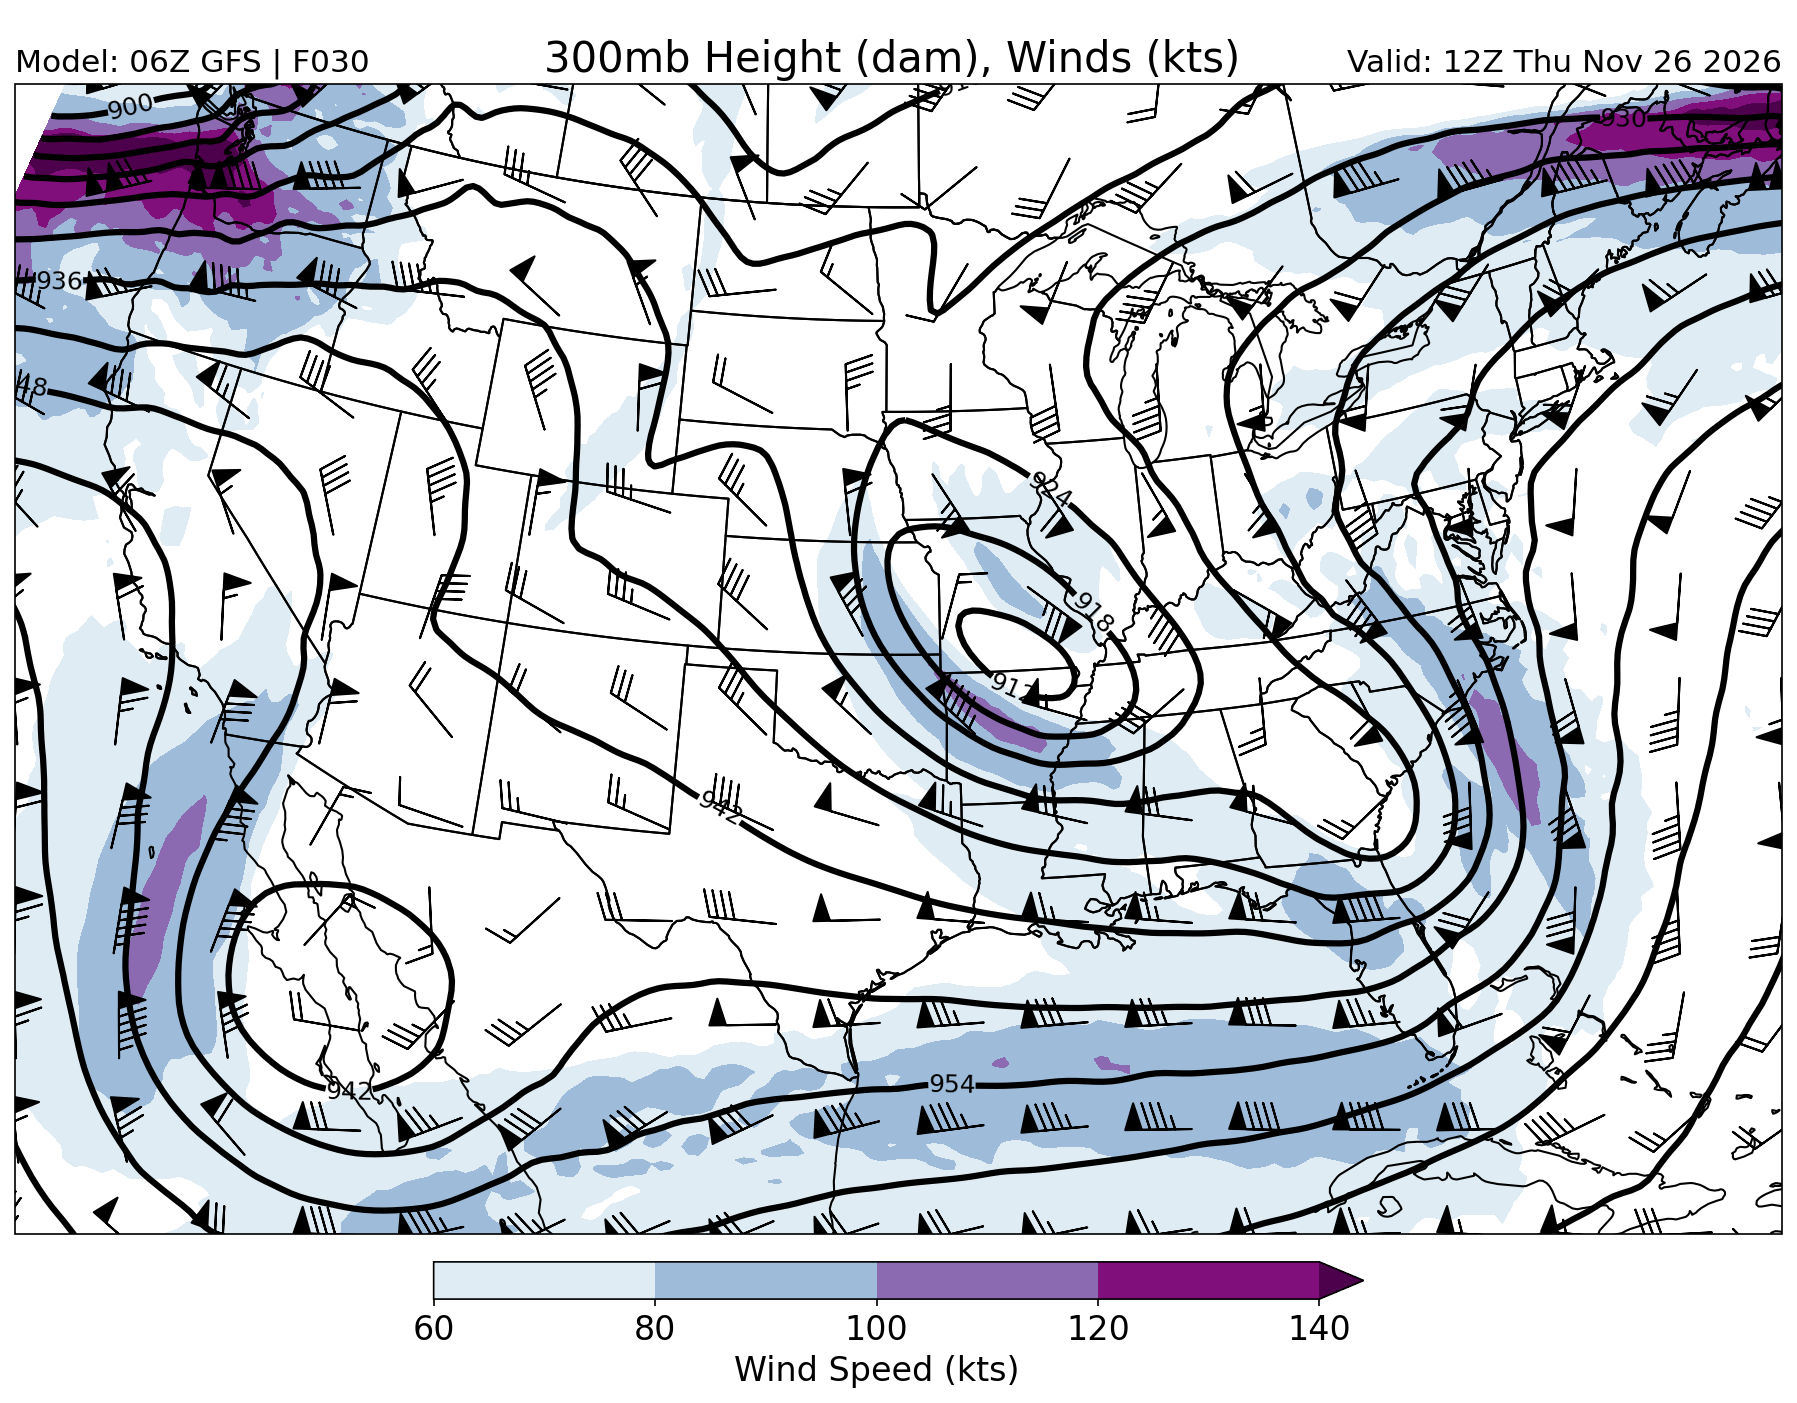 Model: 06Z GFS | F030
300mb Height (dam), Winds (kts)
Valid: 12Z Thu Nov 26 2026
900
930
936
48
924
918
912
942
942
954
60 80 100 120 140
Wind Speed (kts)